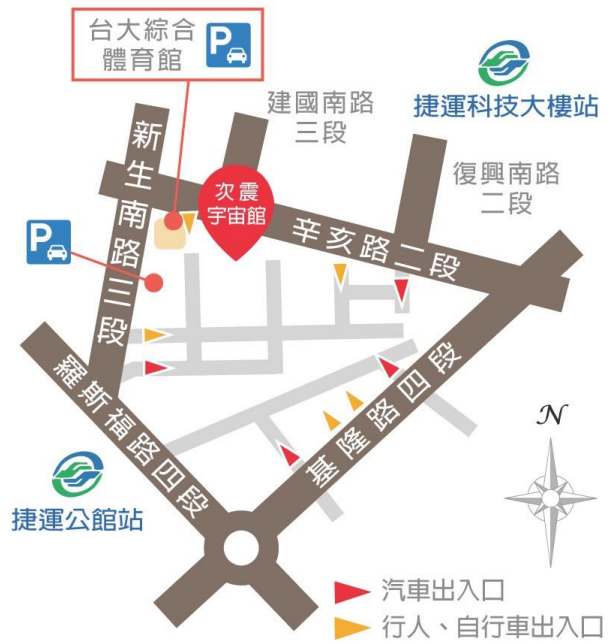 台大綜合
體育館
P
建國南路
三段
捷運科技大樓站
復興南路
二段
新生南路三段
次震
宇宙館
辛亥路二段
P
羅斯福路四段
基隆路四段
N
捷運公館站
汽車出入口
行人、自行車出入口